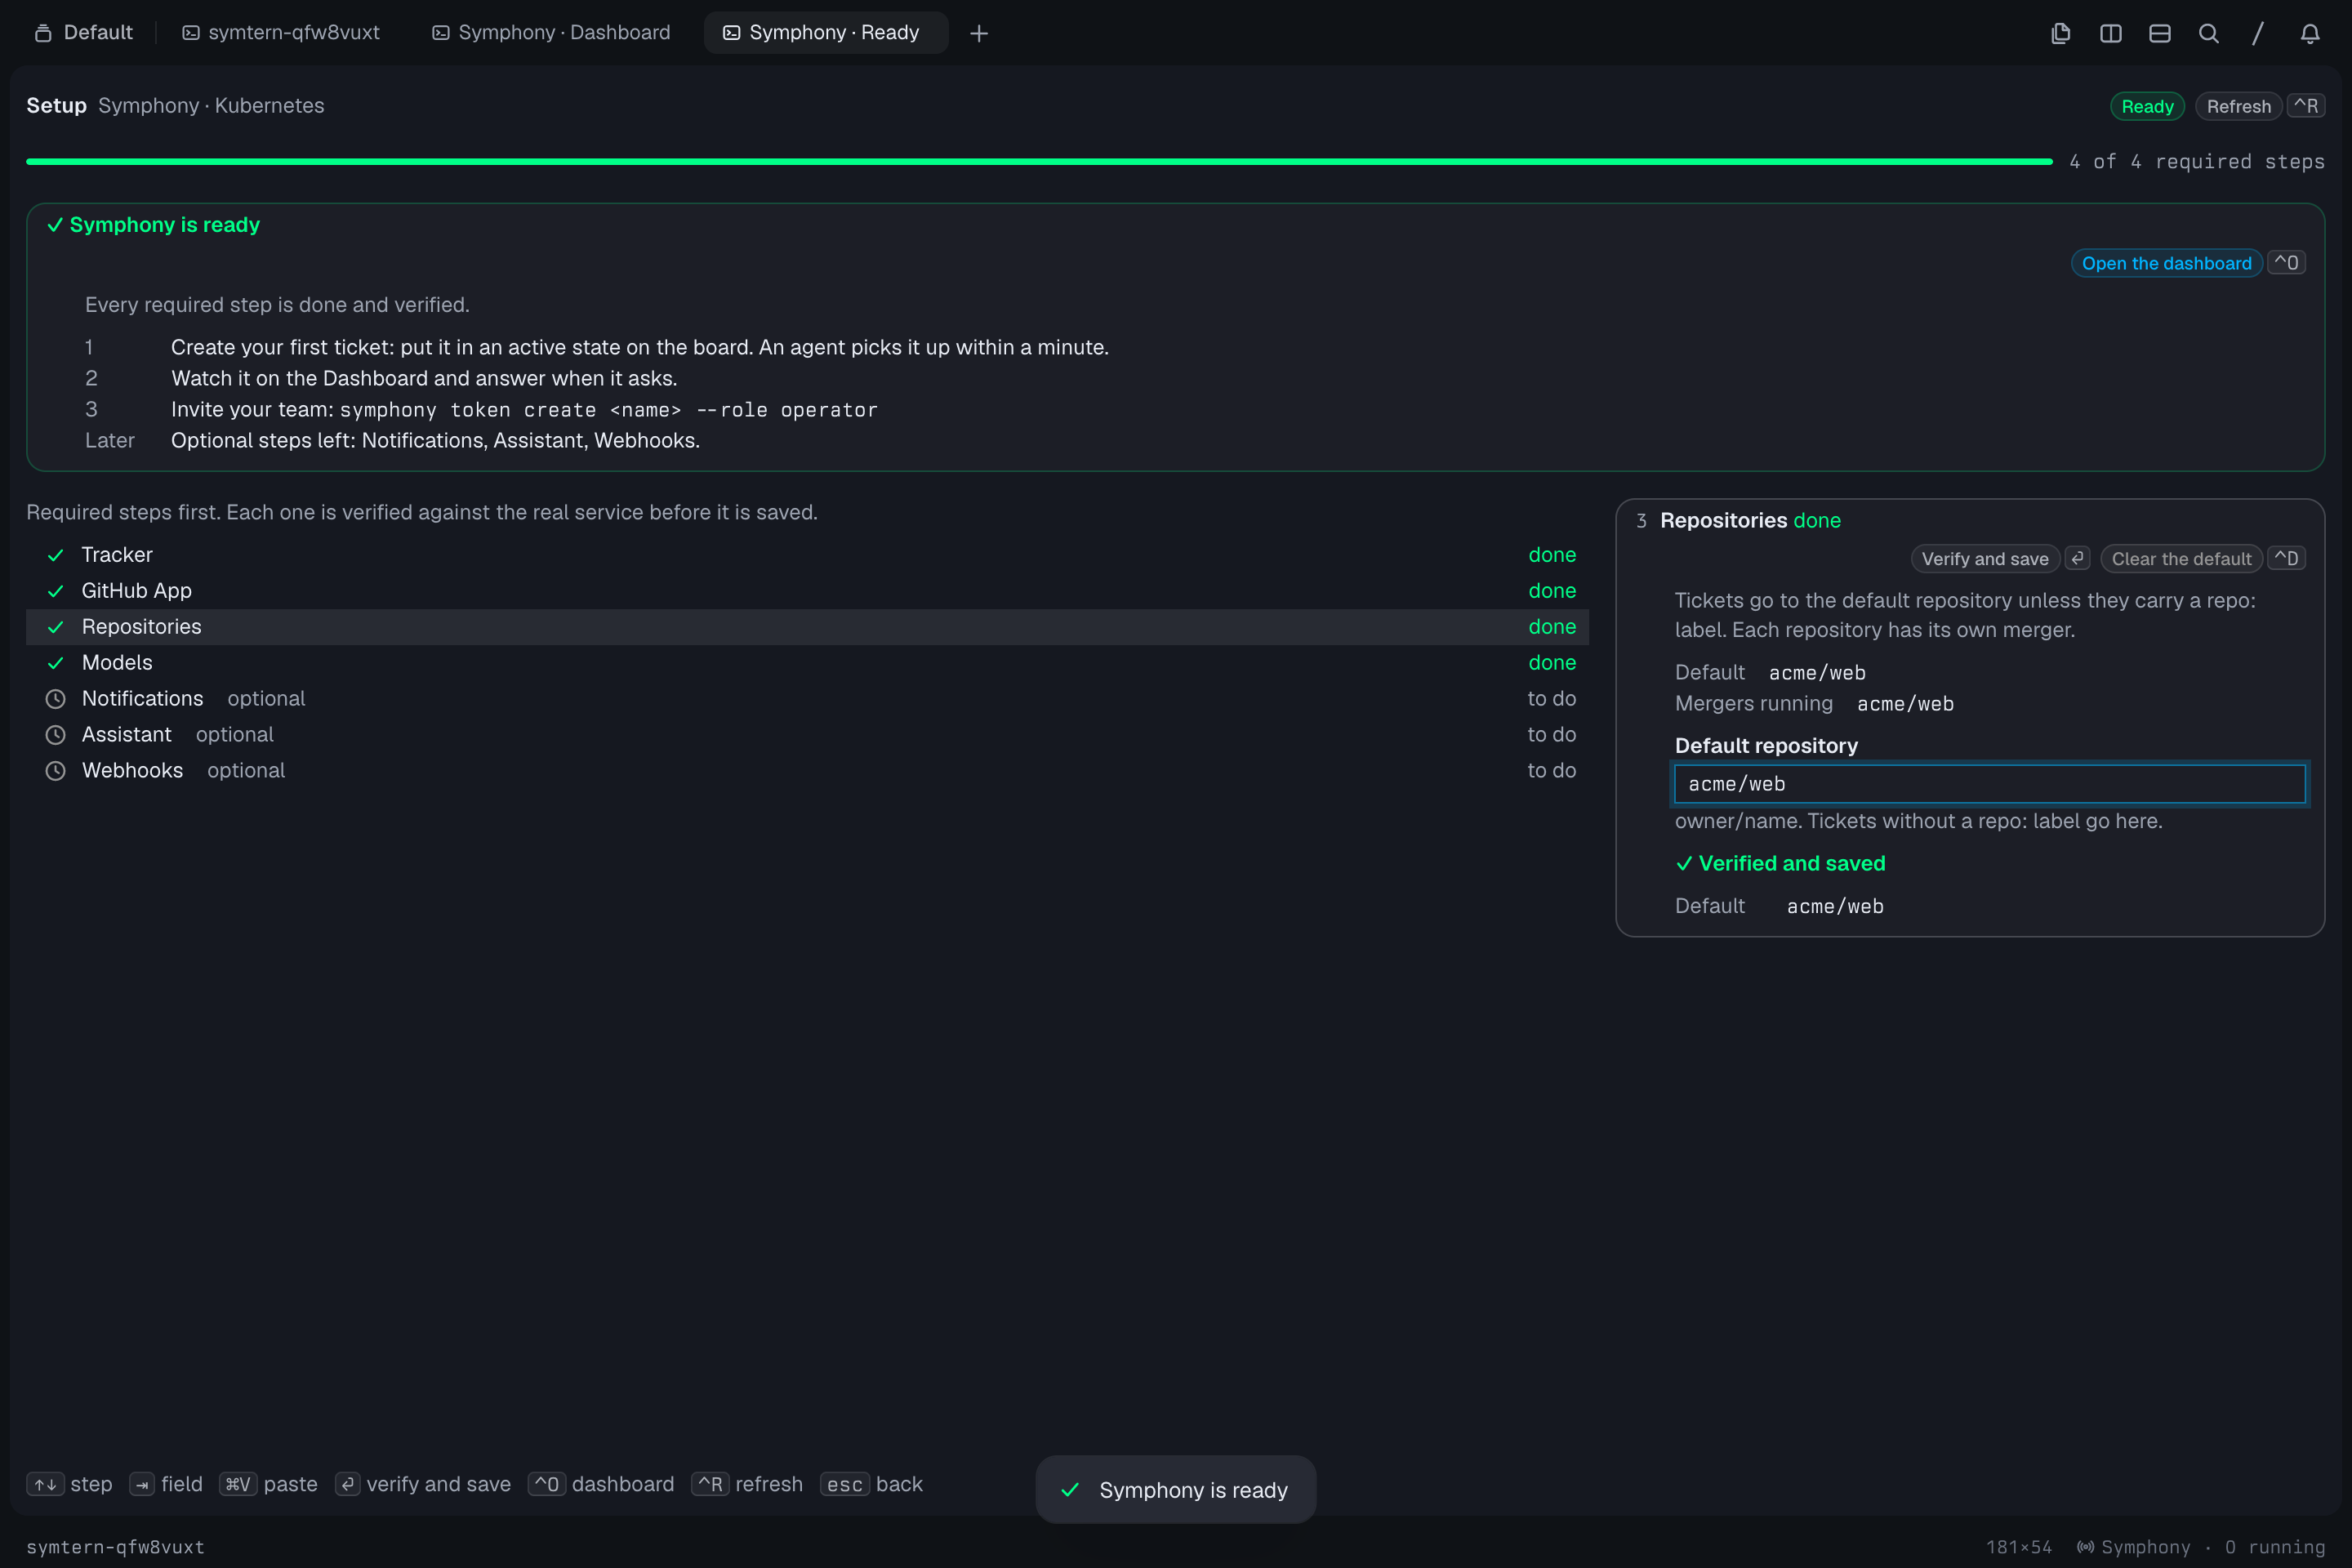 Default
symtern-qfw8vuxt
Symphony · Dashboard
Symphony · Ready
Setup Symphony · Kubernetes
Ready
Refresh ^R
4 of 4 required steps
Symphony is ready
Open the dashboard ^O
Every required step is done and verified.
1 Create your first ticket: put it in an active state on the board. An agent picks it up within a minute.
2 Watch it on the Dashboard and answer when it asks.
3 Invite your team: symphony token create <name> --role operator
Later Optional steps left: Notifications, Assistant, Webhooks.
Required steps first. Each one is verified against the real service before it is saved.
Tracker done
GitHub App done
Repositories done
Models done
Notifications optional to do
Assistant optional to do
Webhooks optional to do
3 Repositories done
Verify and save Clear the default ^D
Tickets go to the default repository unless they carry a repo:
label. Each repository has its own merger.
Default acme/web
Mergers running acme/web
Default repository
acme/web
owner/name. Tickets without a repo: label go here.
Verified and saved
Default acme/web
↑↓ step ⇥ field ⌘V paste ↵ verify and save ^O dashboard ^R refresh esc back
Symphony is ready
symtern-qfw8vuxt
181×54 Symphony · 0 running